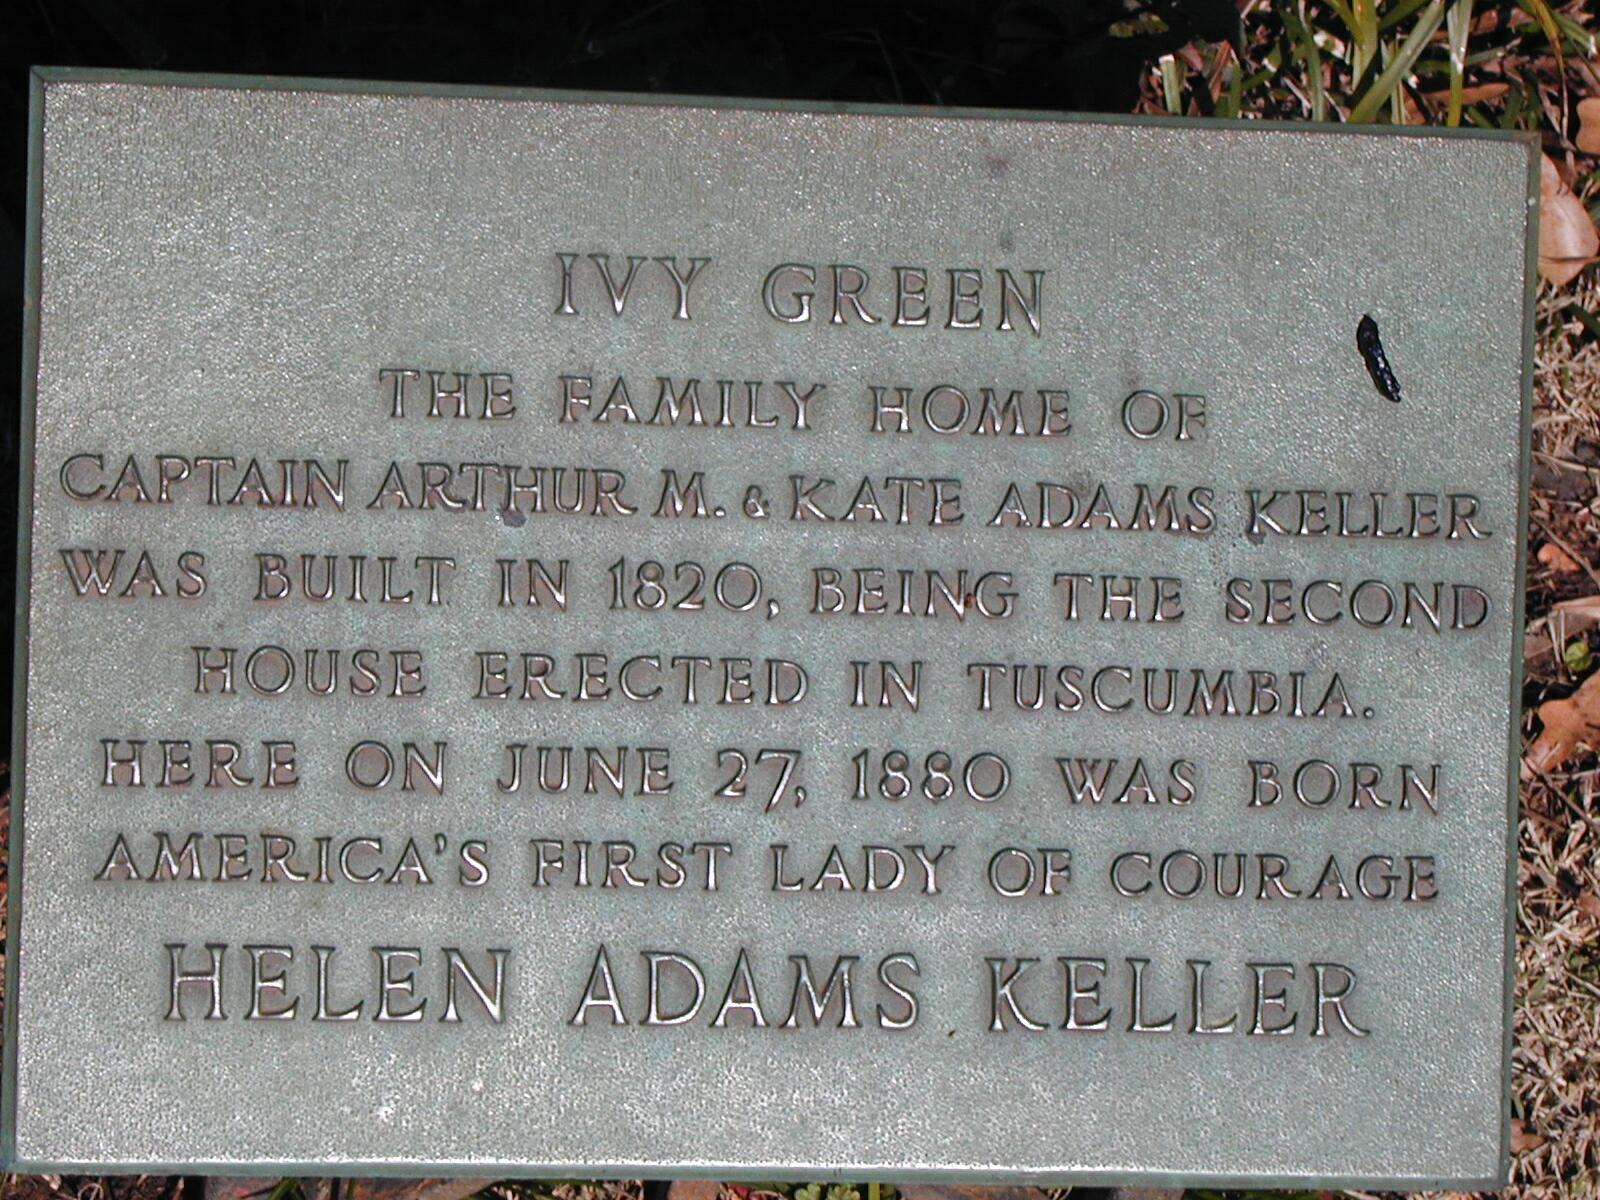 IVY GREEN
THE FAMILY HOME OF
CAPTAIN ARTHUR M. & KATE ADAMS KELLER
WAS BUILT IN 1820, BEING THE SECOND
HOUSE ERECTED IN TUSCUMBIA.
HERE ON JUNE 27, 1880 WAS BORN
AMERICA'S FIRST LADY OF COURAGE
HELEN ADAMS KELLER